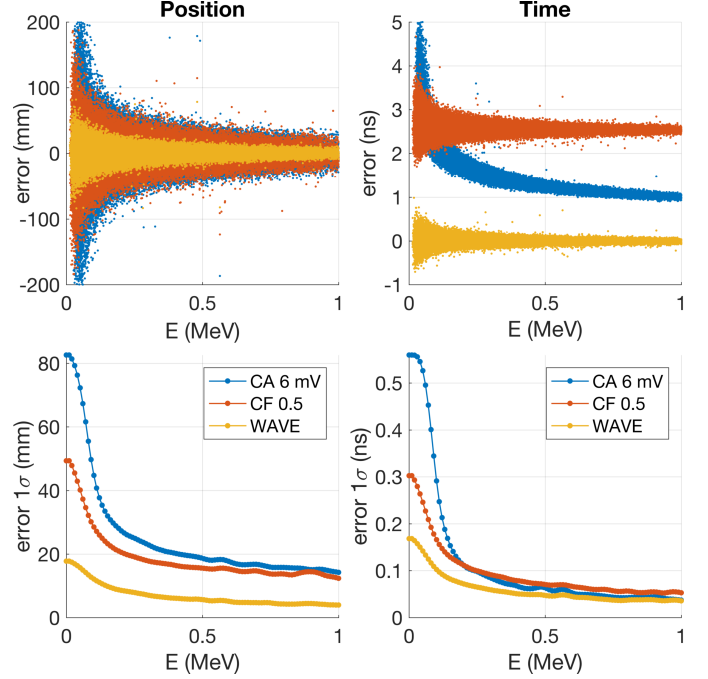 Position
error (mm)
200
100
0
-100
-200
0
0.5
1
E (MeV)
Time
error (ns)
5
4
3
2
1
0
-1
0
0.5
1
E (MeV)
error 1σ (mm)
80
60
40
20
0
0
0.5
1
E (MeV)
CA 6 mV
CF 0.5
WAVE
error 1σ (ns)
0.5
0.4
0.3
0.2
0.1
0
0
0.5
1
E (MeV)
CA 6 mV
CF 0.5
WAVE